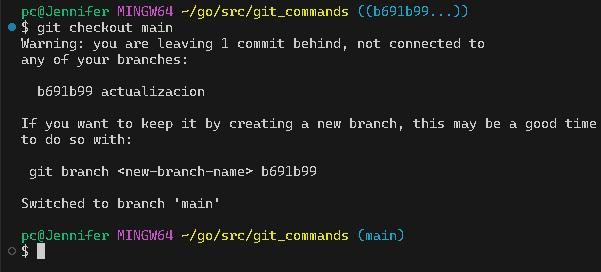 pc@Jennifer MINGW64 ~/go/src/git_commands ((b691b99...))
$ git checkout main
Warning: you are leaving 1 commit behind, not connected to
any of your branches:
b691b99 actualizacion
If you want to keep it by creating a new branch, this may be a good time
to do so with:
git branch <new-branch-name> b691b99
Switched to branch 'main'
pc@Jennifer MINGW64 ~/go/src/git_commands (main)
$